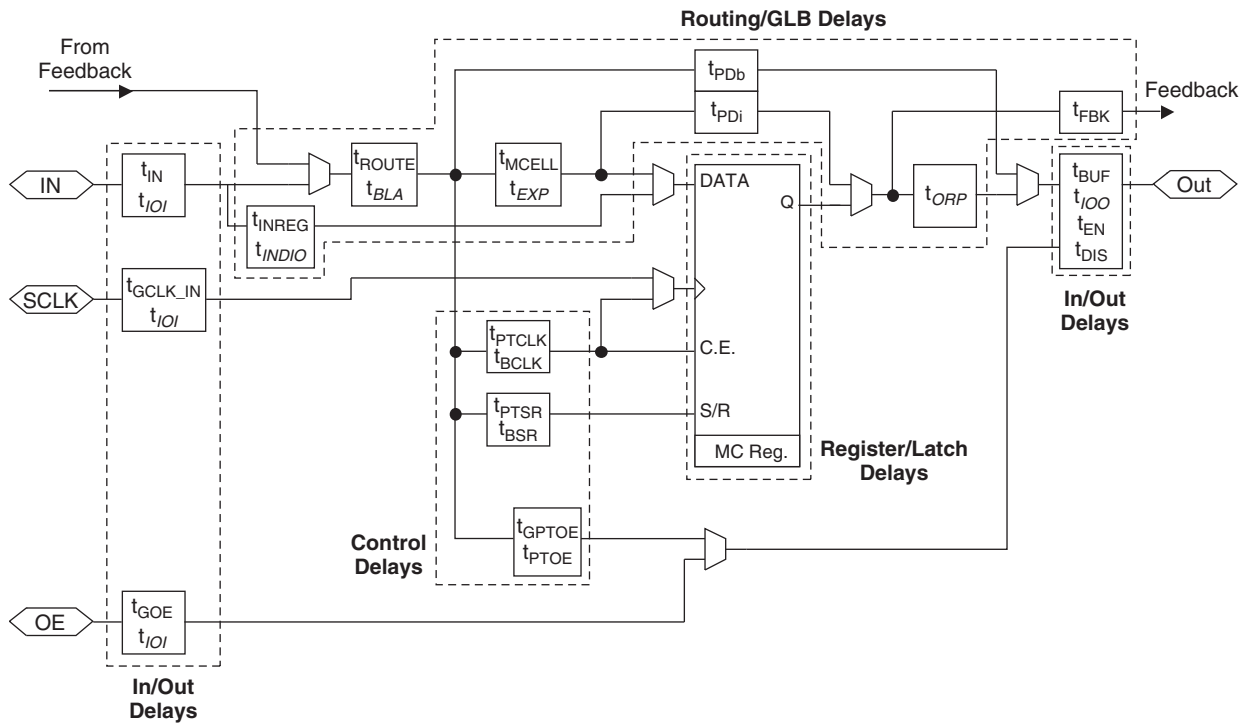 Routing/GLB Delays
From
Feedback
tPDb
tPDi
tFBK
Feedback
IN
tIN
tIOI
tROUTE
tBLA
tMCELL
tEXP
tINREG
tINDIO
DATA
Q
tORP
tBUF
tIOO
tEN
tDIS
Out
In/Out
Delays
SCLK
tGCLK_IN
tIOI
tPTCLK
tBCLK
C.E.
tPTSR
tBSR
S/R
MC Reg.
Register/Latch
Delays
Control
Delays
tGPTOE
tPTOE
OE
tGOE
tIOI
In/Out
Delays